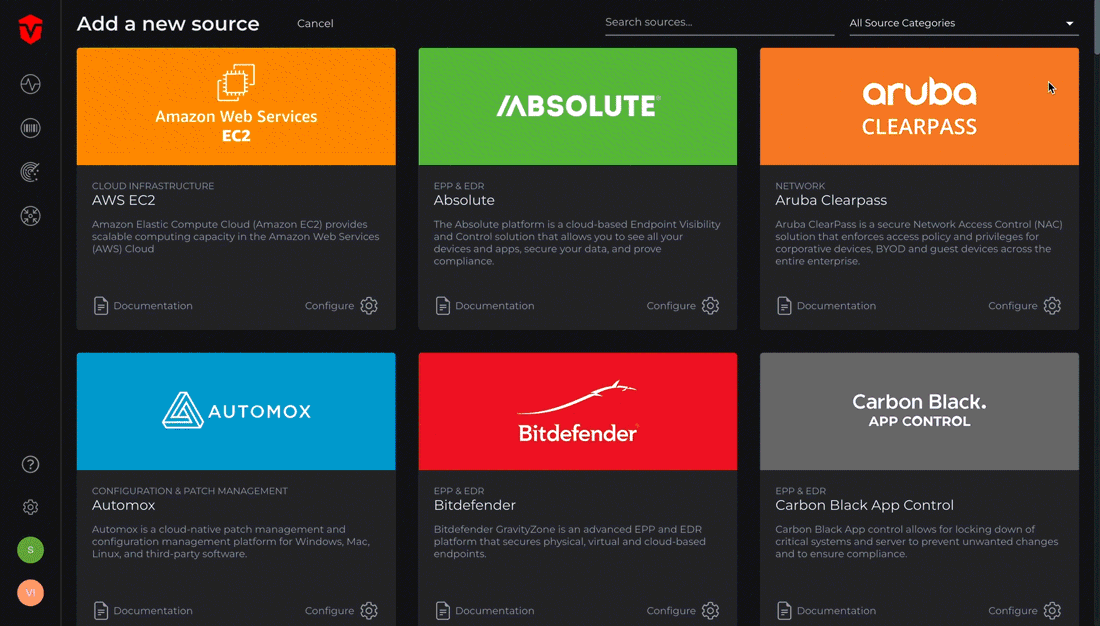 Add a new source
Cancel
Search sources...
All Source Categories
Amazon Web Services
EC2
ABSOLUTE
aruba
CLEARPASS
CLOUD INFRASTRUCTURE
AWS EC2
Amazon Elastic Compute Cloud (Amazon EC2) provides
scalable computing capacity in the Amazon Web Services
(AWS) Cloud
Documentation
Configure
EPP & EDR
Absolute
The Absolute platform is a cloud-based Endpoint Visibility
and Control solution that allows you to see all your
devices and apps, secure your data, and prove
compliance.
Documentation
Configure
NETWORK
Aruba Clearpass
Aruba ClearPass is a secure Network Access Control (NAC)
solution that enforces access policy and privileges for
corporative devices, BYOD and guest devices across the
entire enterprise.
Documentation
Configure
AUTOMOX
Bitdefender
Carbon Black.
APP CONTROL
CONFIGURATION & PATCH MANAGEMENT
Automox
Automox is a cloud-native patch management and
configuration management platform for Windows, Mac,
Linux, and third-party software.
Documentation
Configure
EPP & EDR
Bitdefender
Bitdefender GravityZone is an advanced EPP and EDR
platform that secures physical, virtual and cloud-based
endpoints.
Documentation
Configure
EPP & EDR
Carbon Black App Control
Carbon Black App control allows for locking down of
critical systems and server to prevent unwanted changes
and to ensure compliance.
Documentation
Configure
?
S
V!